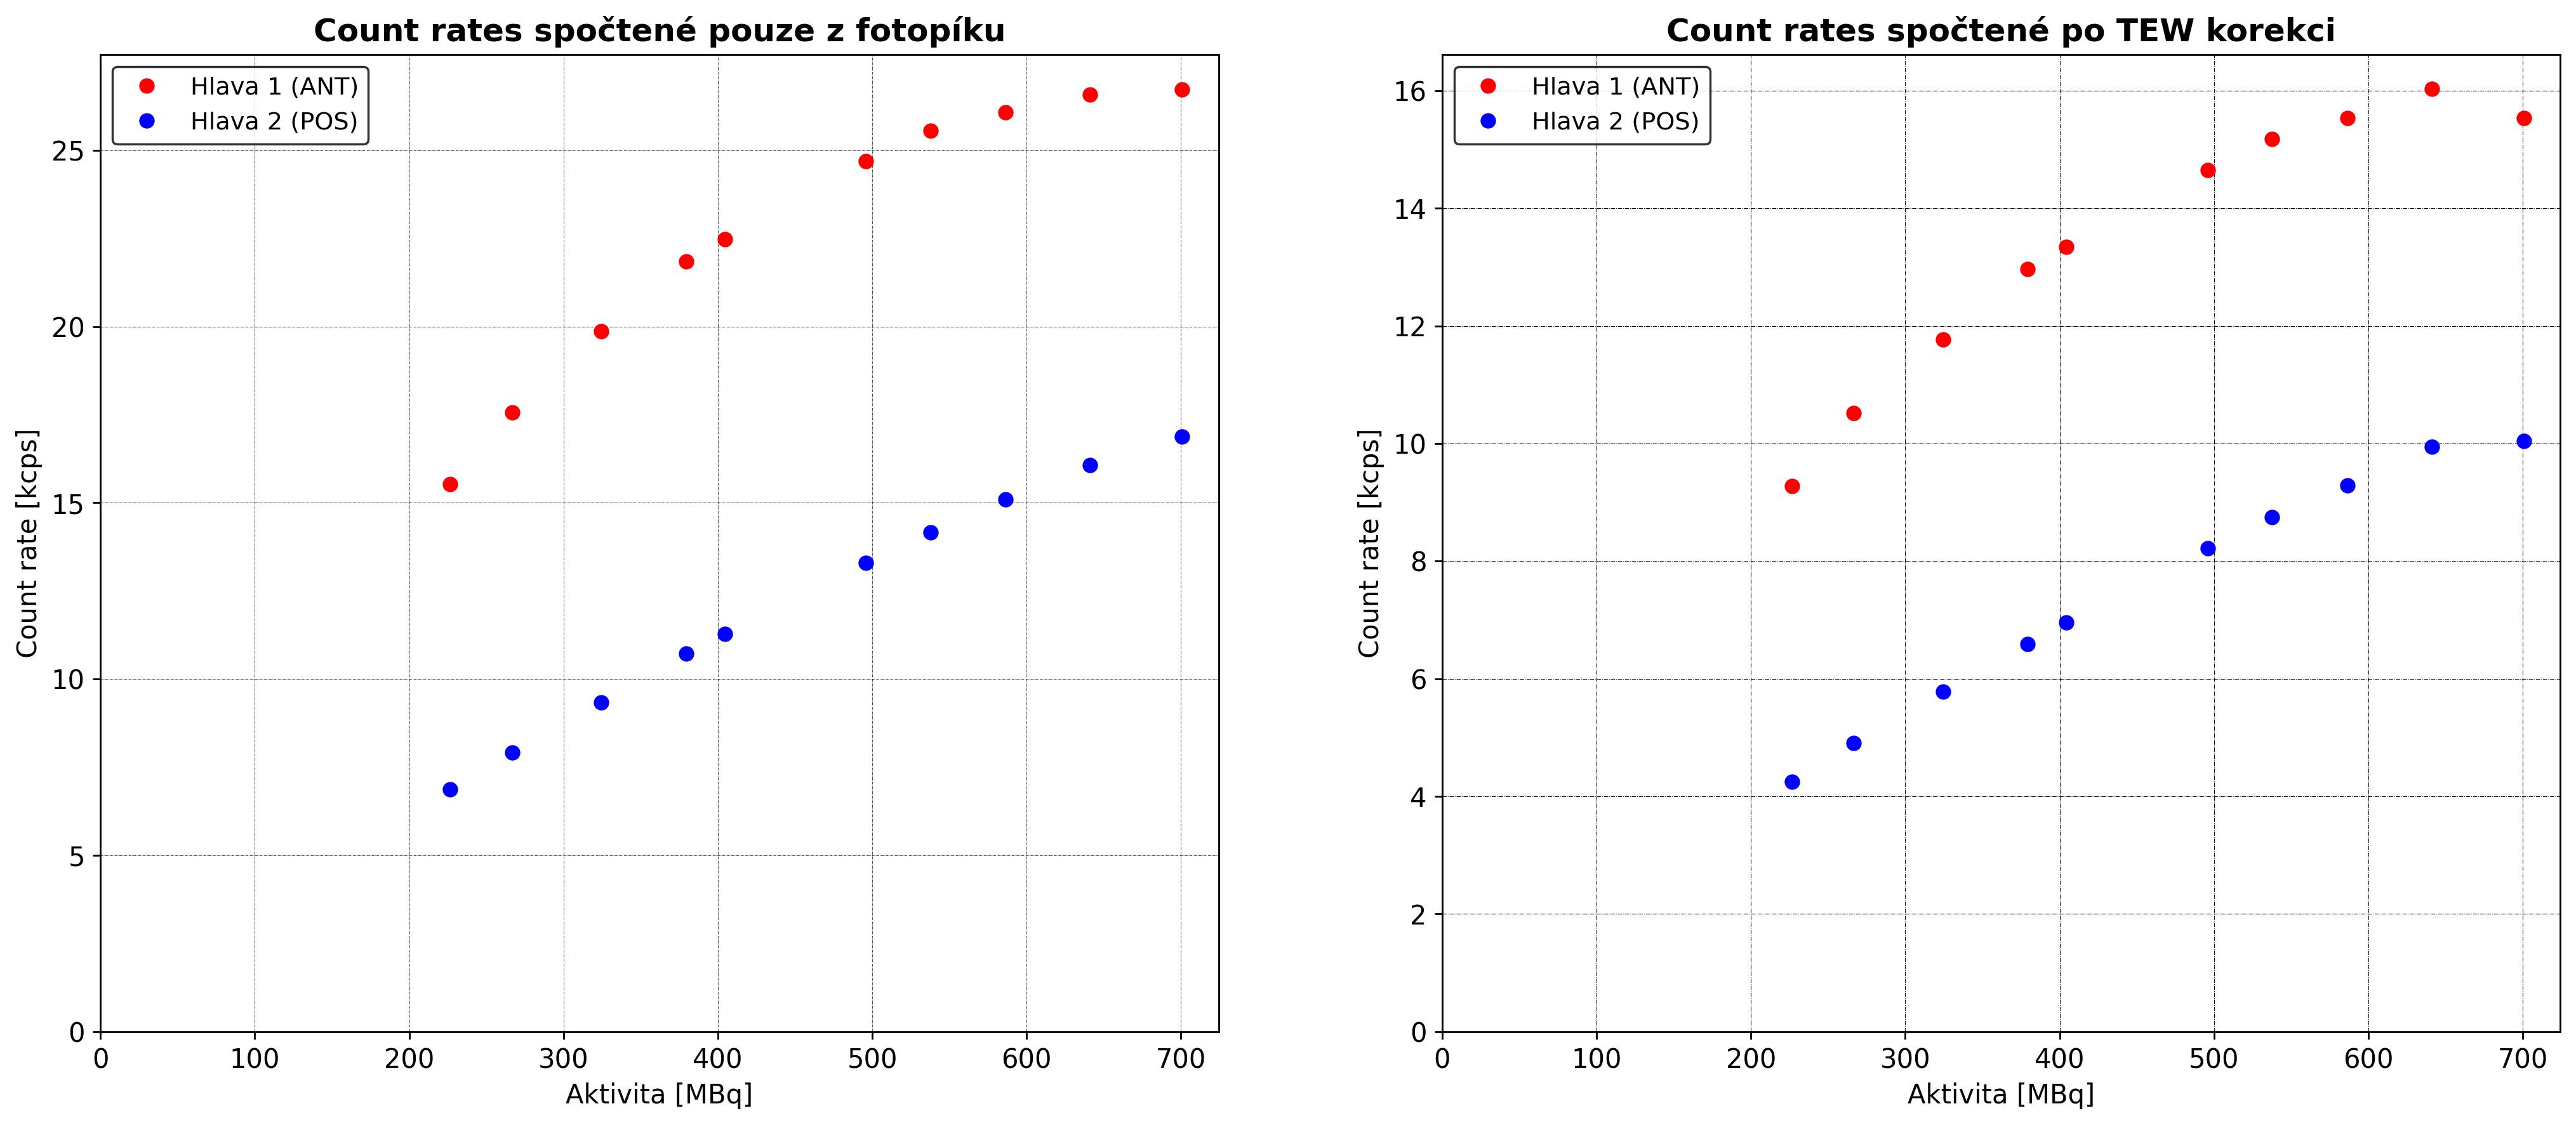 Count rates spočtené pouze z fotopíku
Hlava 1 (ANT)
Hlava 2 (POS)
25
20
15
10
5
0
Count rate [kcps]
0 100 200 300 400 500 600 700
Aktivita [MBq]
Count rates spočtené po TEW korekci
Hlava 1 (ANT)
Hlava 2 (POS)
16
14
12
10
8
6
4
2
0
Count rate [kcps]
0 100 200 300 400 500 600 700
Aktivita [MBq]